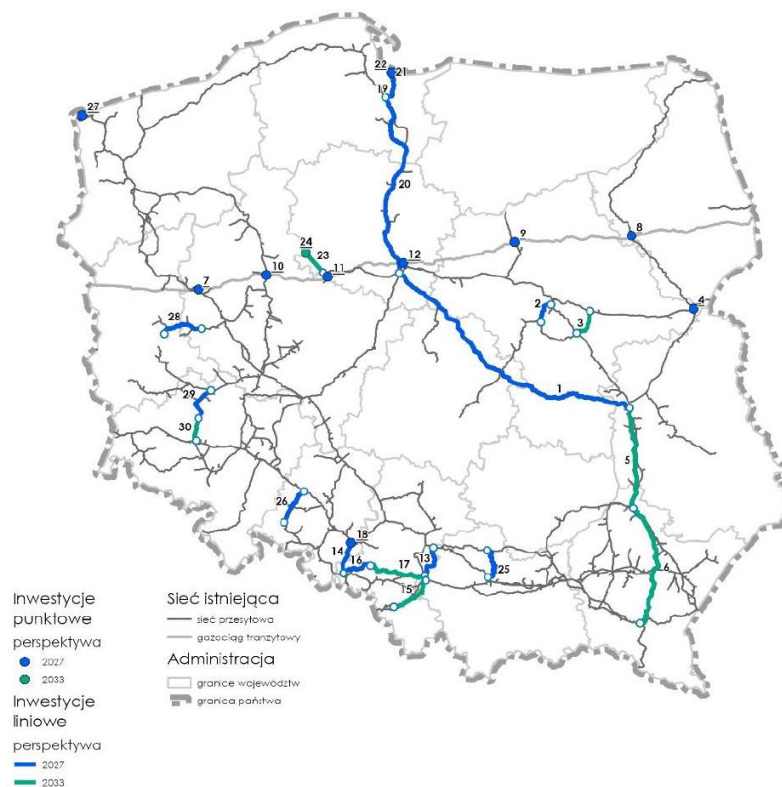 22
21
19
27
20
24
23
12
9
8
10
11
7
2
4
3
28
1
29
30
5
26
18
14
13
17
16
25
15
6
Inwestycje
punktowe
perspektywa
2027
2033
Inwestycje
liniowe
perspektywa
2027
2033
Sieć istniejąca
sieć przesyłowa
gazociąg tranzytowy
Administracja
granice województw
granica państwa